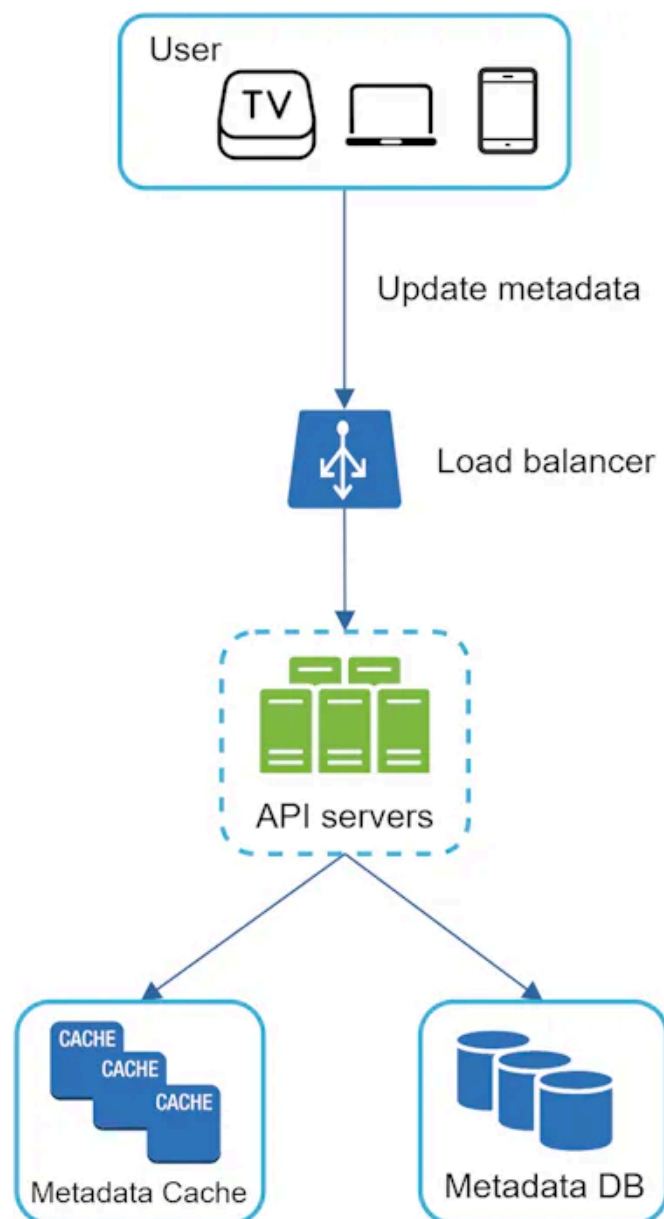 User
TV
Update metadata
Load balancer
API servers
CACHE
CACHE
CACHE
Metadata Cache
Metadata DB